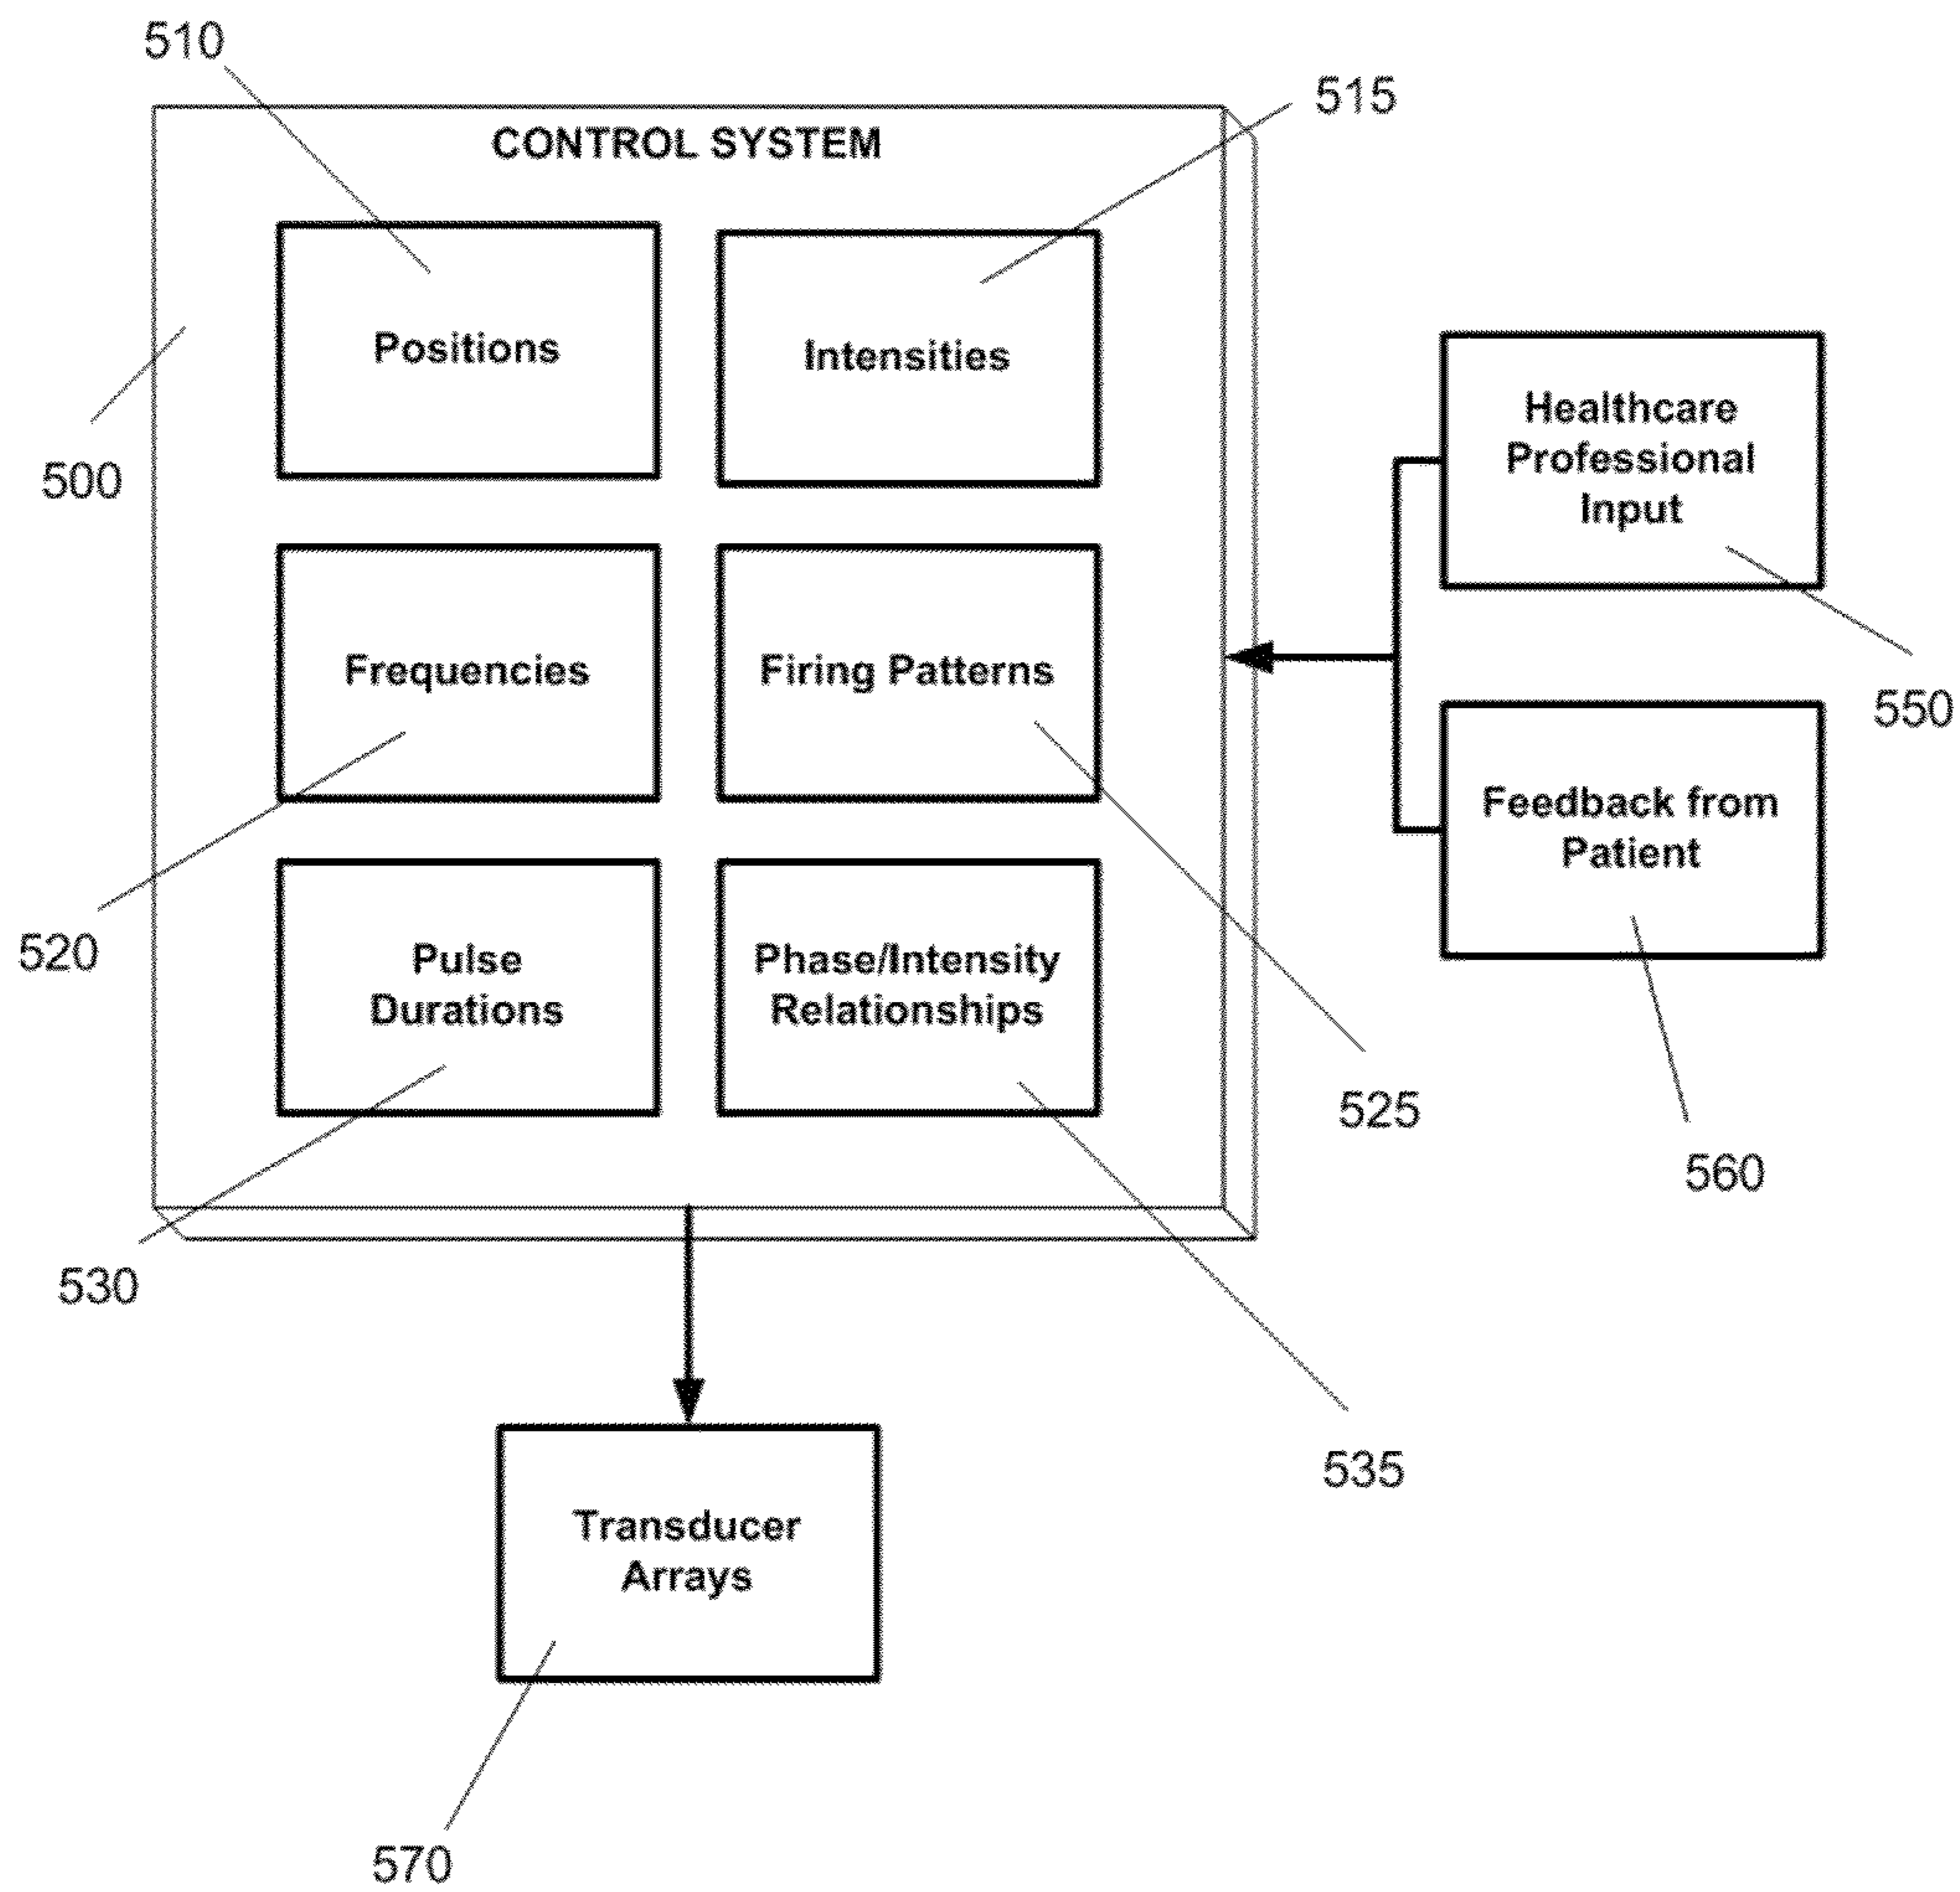 510
515
CONTROL SYSTEM
Positions
Intensities
Healthcare
Professional
Input
500
Frequencies
Firing Patterns
550
Feedback from
Patient
520
Pulse
Durations
Phase/Intensity
Relationships
525
560
530
535
Transducer
Arrays
570